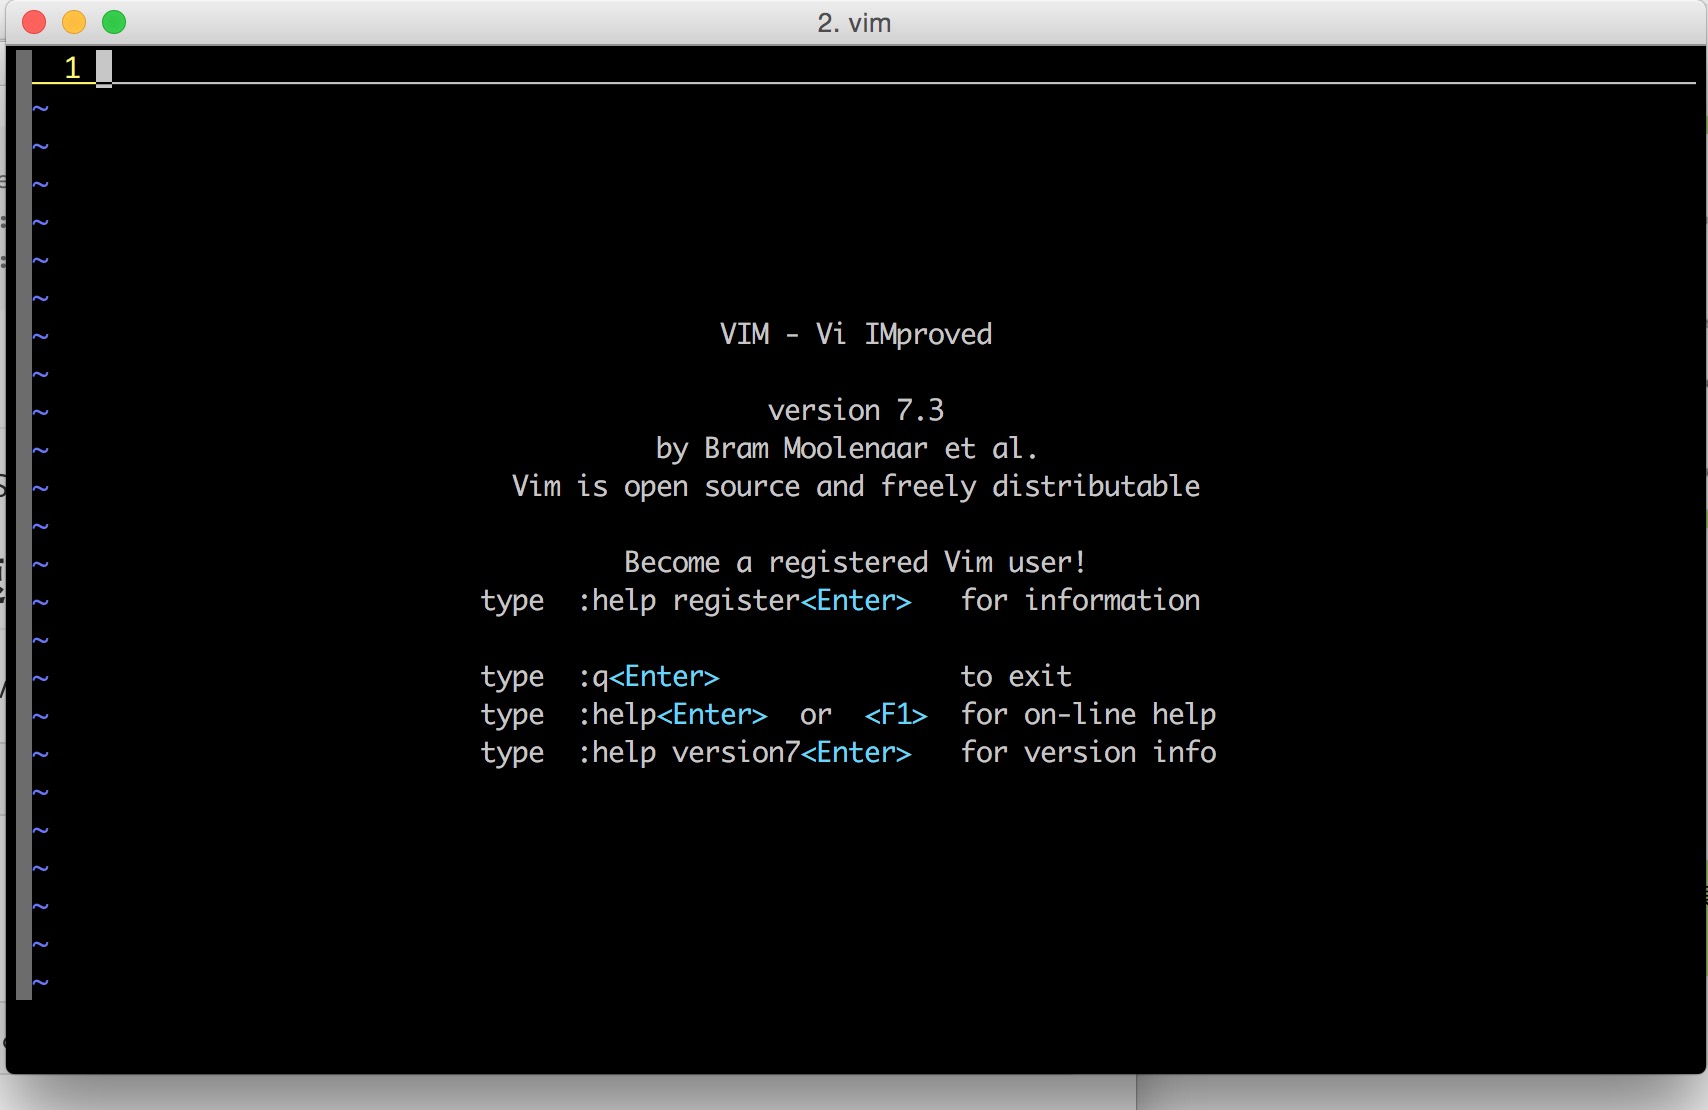 2. vim
1
~
~
~
~
~
~
~ VIM - Vi IMproved
~
~ version 7.3
~ by Bram Moolenaar et al.
~ Vim is open source and freely distributable
~
~ Become a registered Vim user!
~ type :help register<Enter> for information
~
~ type :q<Enter> to exit
~ type :help<Enter> or <F1> for on-line help
~ type :help version7<Enter> for version info
~
~
~
~
~
~